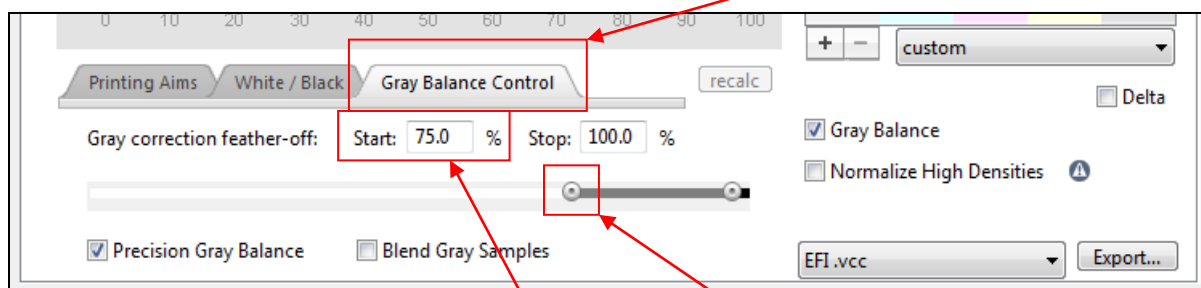 0 10 20 30 40 50 60 70 80 90 100
+ - custom
Printing Aims White / Black Gray Balance Control recalc
Delta
Gray correction feather-off: Start: 75.0 % Stop: 100.0 %
Gray Balance
Normalize High Densities
Precision Gray Balance Blend Gray Samples
EFI .vcc Export...